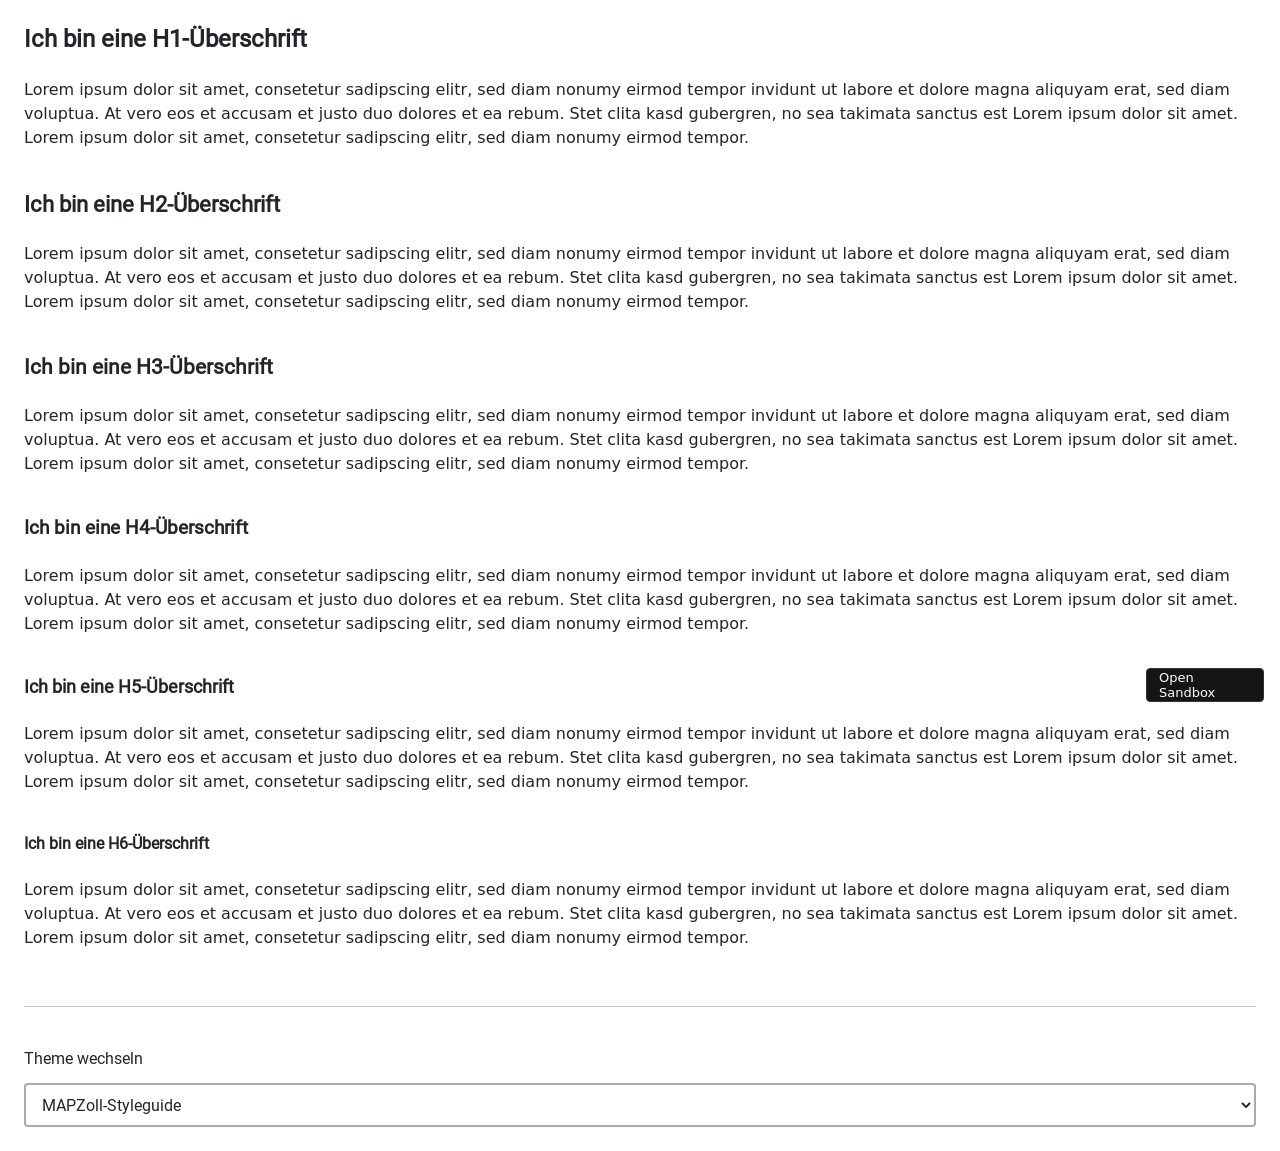 Ich bin eine H1-Überschrift
Lorem ipsum dolor sit amet, consetetur sadipscing elitr, sed diam nonumy eirmod tempor invidunt ut labore et dolore magna aliquyam erat, sed diam
voluptua. At vero eos et accusam et justo duo dolores et ea rebum. Stet clita kasd gubergren, no sea takimata sanctus est Lorem ipsum dolor sit amet.
Lorem ipsum dolor sit amet, consetetur sadipscing elitr, sed diam nonumy eirmod tempor.
Ich bin eine H2-Überschrift
Lorem ipsum dolor sit amet, consetetur sadipscing elitr, sed diam nonumy eirmod tempor invidunt ut labore et dolore magna aliquyam erat, sed diam
voluptua. At vero eos et accusam et justo duo dolores et ea rebum. Stet clita kasd gubergren, no sea takimata sanctus est Lorem ipsum dolor sit amet.
Lorem ipsum dolor sit amet, consetetur sadipscing elitr, sed diam nonumy eirmod tempor.
Ich bin eine H3-Überschrift
Lorem ipsum dolor sit amet, consetetur sadipscing elitr, sed diam nonumy eirmod tempor invidunt ut labore et dolore magna aliquyam erat, sed diam
voluptua. At vero eos et accusam et justo duo dolores et ea rebum. Stet clita kasd gubergren, no sea takimata sanctus est Lorem ipsum dolor sit amet.
Lorem ipsum dolor sit amet, consetetur sadipscing elitr, sed diam nonumy eirmod tempor.
Ich bin eine H4-Überschrift
Lorem ipsum dolor sit amet, consetetur sadipscing elitr, sed diam nonumy eirmod tempor invidunt ut labore et dolore magna aliquyam erat, sed diam
voluptua. At vero eos et accusam et justo duo dolores et ea rebum. Stet clita kasd gubergren, no sea takimata sanctus est Lorem ipsum dolor sit amet.
Lorem ipsum dolor sit amet, consetetur sadipscing elitr, sed diam nonumy eirmod tempor.
Ich bin eine H5-Überschrift
Open
Sandbox
Lorem ipsum dolor sit amet, consetetur sadipscing elitr, sed diam nonumy eirmod tempor invidunt ut labore et dolore magna aliquyam erat, sed diam
voluptua. At vero eos et accusam et justo duo dolores et ea rebum. Stet clita kasd gubergren, no sea takimata sanctus est Lorem ipsum dolor sit amet.
Lorem ipsum dolor sit amet, consetetur sadipscing elitr, sed diam nonumy eirmod tempor.
Ich bin eine H6-Überschrift
Lorem ipsum dolor sit amet, consetetur sadipscing elitr, sed diam nonumy eirmod tempor invidunt ut labore et dolore magna aliquyam erat, sed diam
voluptua. At vero eos et accusam et justo duo dolores et ea rebum. Stet clita kasd gubergren, no sea takimata sanctus est Lorem ipsum dolor sit amet.
Lorem ipsum dolor sit amet, consetetur sadipscing elitr, sed diam nonumy eirmod tempor.
Theme wechseln
MAPZoll-Styleguide